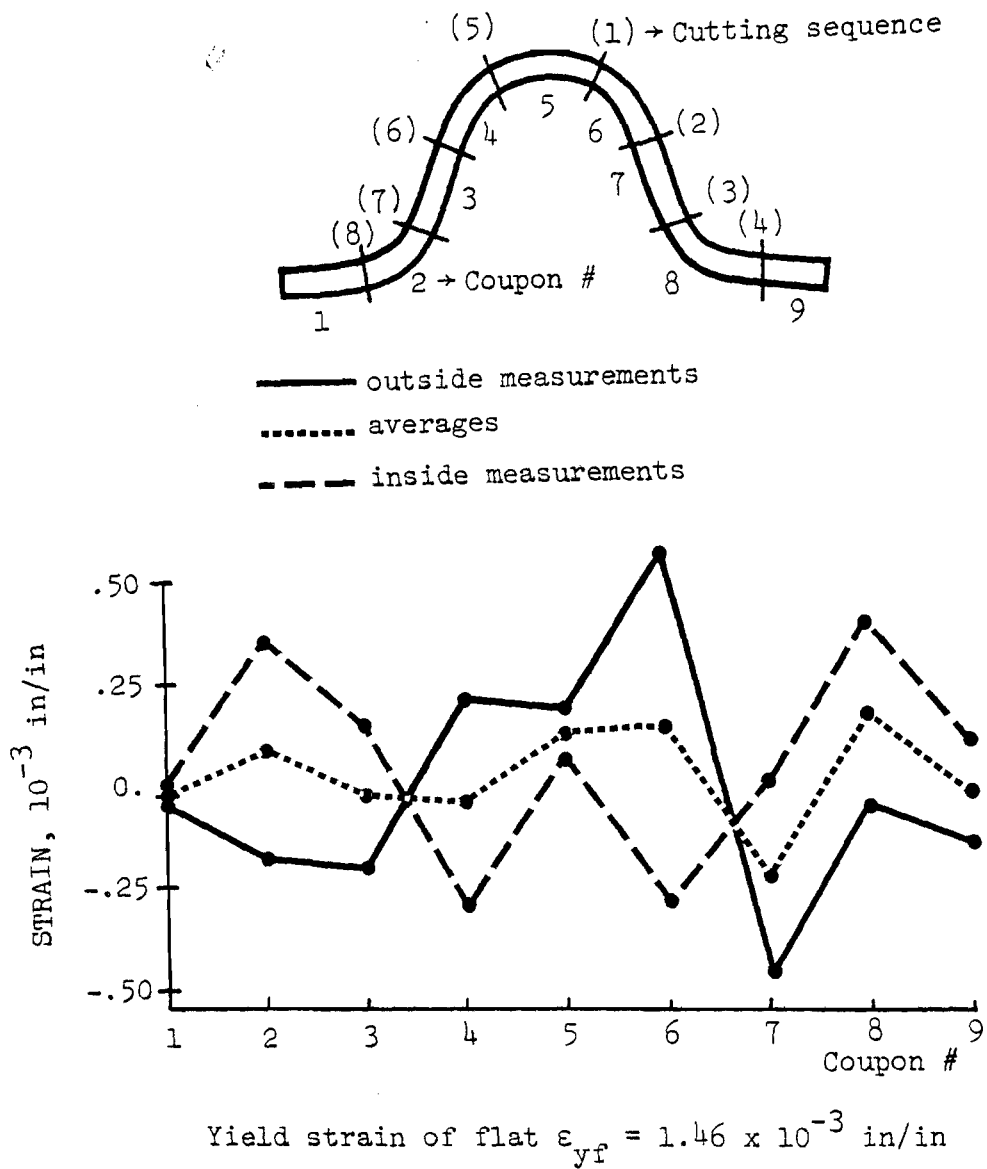 (5)
(1) → Cutting sequence
5
(6)
4
6
(2)
7
(7)
3
(3)
(8)
(4)
2 → Coupon #
8
1
9
outside measurements
averages
inside measurements
.50
.25
0.
-.25
-.50
STRAIN, 10⁻³ in/in
1 2 3 4 5 6 7 8 9
Coupon #
Yield strain of flat ε_yf = 1.46 x 10⁻³ in/in